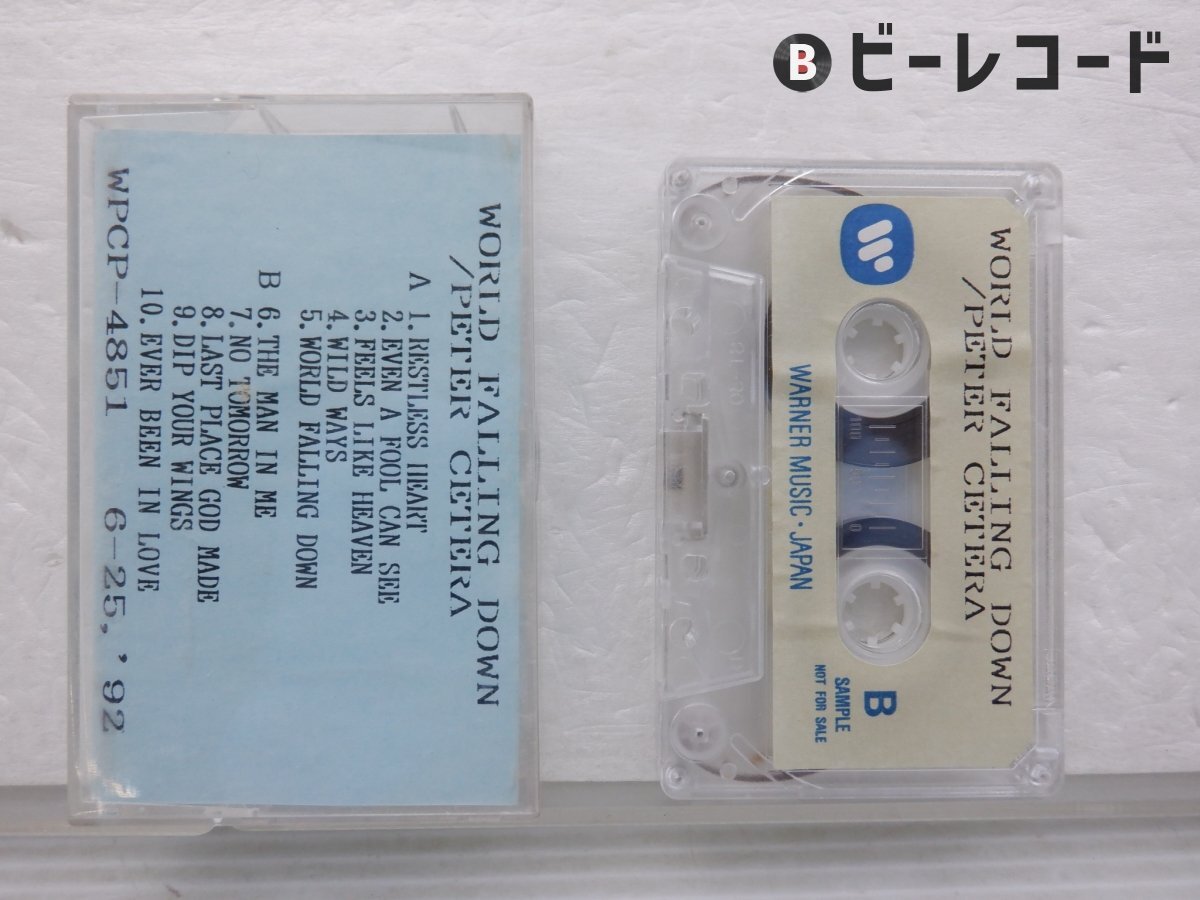 ビーレコード
WORLD FALLING DOWN
/PETER CETERA
A 1. RESTLESS HEART
2. EVEN A FOOL CAN SEE
3. FEELS LIKE HEAVEN
4. WILD WAYS
5. WORLD FALLING DOWN
B 6. THE MAN IN ME
7. NO TOMORROW
8. LAST PLACE GOD MADE
9. DIP YOUR WINGS
10. EVER BEEN IN LOVE
WPCP-4851 6-25,'92
WORLD FALLING DOWN
/PETER CETERA
B
SAMPLE
NOT FOR SALE
WARNER MUSIC・JAPAN
100
50
0